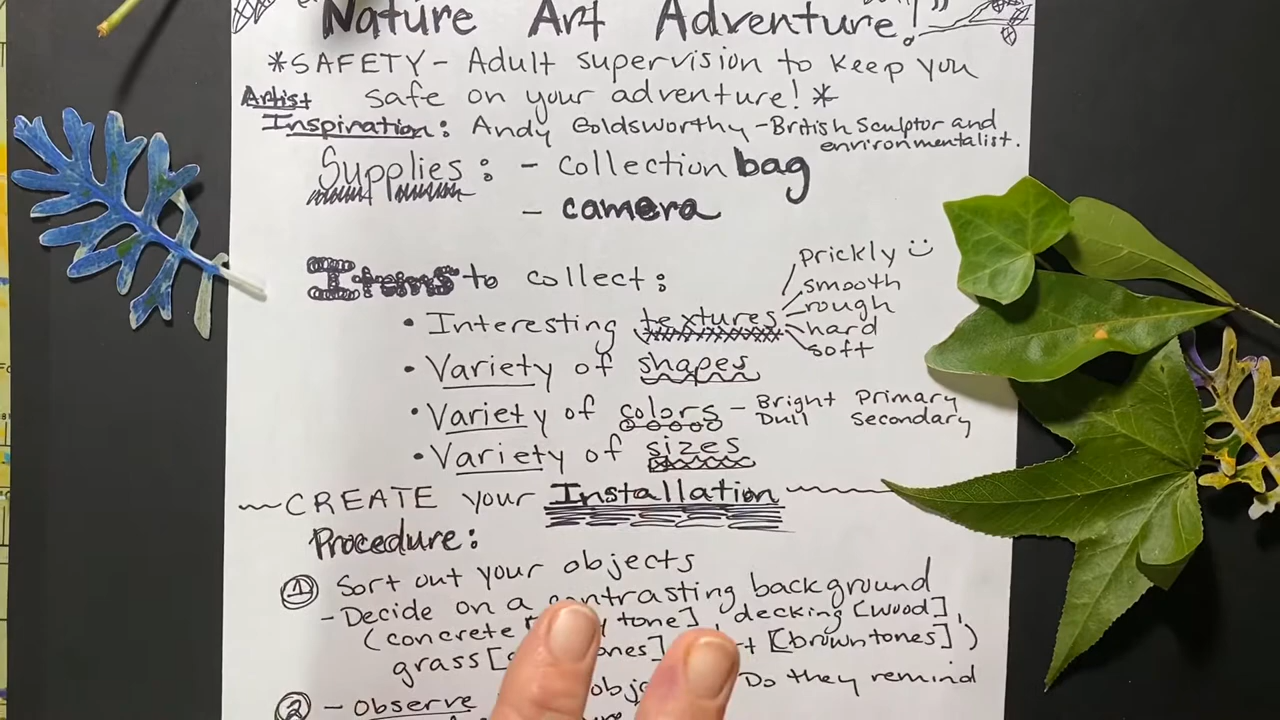 Nature Art Adventure!
*SAFETY - Adult supervision to keep you
safe on your adventure!*
Artist
Inspiration: Andy Goldsworthy - British Sculptor and
environmentalist.
Supplies: - collection bag
- camera
Items to collect:
prickly
smooth
• Interesting textures rough
hard
soft
• Variety of shapes
• Variety of colors - Bright Primary
Dull Secondary
• Variety of sizes
CREATE your Installation
Procedure:
① Sort out your objects
- Decide on a contrasting background
(concrete tone], decking [wood],
grass [ [brown tones])
② - Observe Do they remind